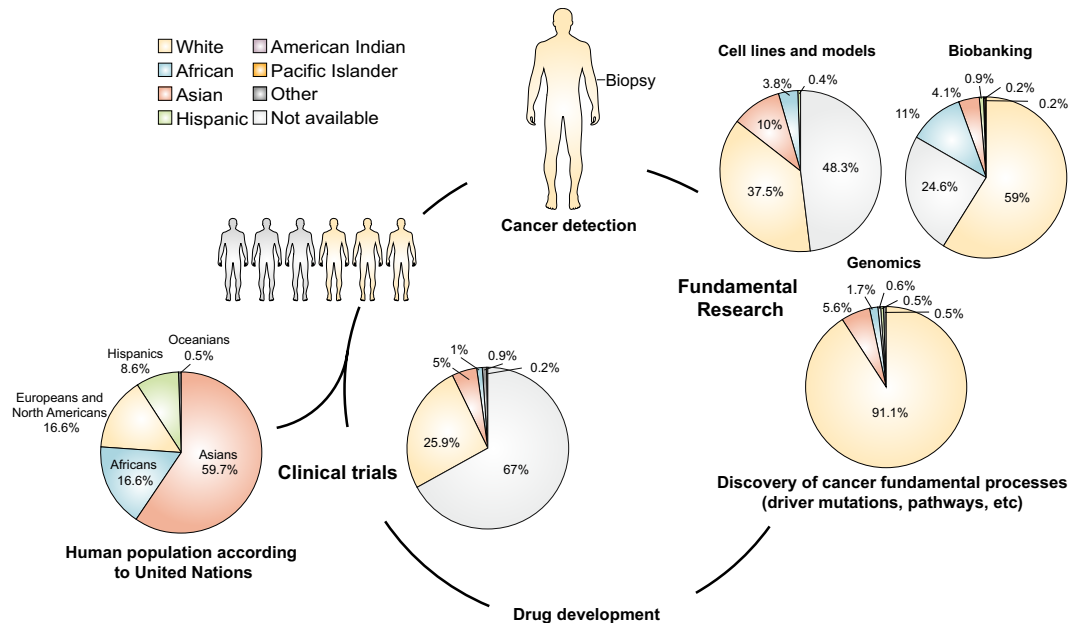 White
African
Asian
Hispanic
American Indian
Pacific Islander
Other
Not available
Biopsy
Cancer detection
Cell lines and models
3.8%
0.4%
10%
48.3%
37.5%
Biobanking
0.9%
0.2%
4.1%
0.2%
11%
24.6%
59%
Fundamental
Research
Genomics
1.7%
0.6%
5.6%
0.5%
0.5%
91.1%
Discovery of cancer fundamental processes
(driver mutations, pathways, etc)
Oceanians
0.5%
Hispanics
8.6%
Europeans and
North Americans
16.6%
Africans
16.6%
Asians
59.7%
Human population according
to United Nations
Clinical trials
1%
0.9%
5%
0.2%
25.9%
67%
Drug development